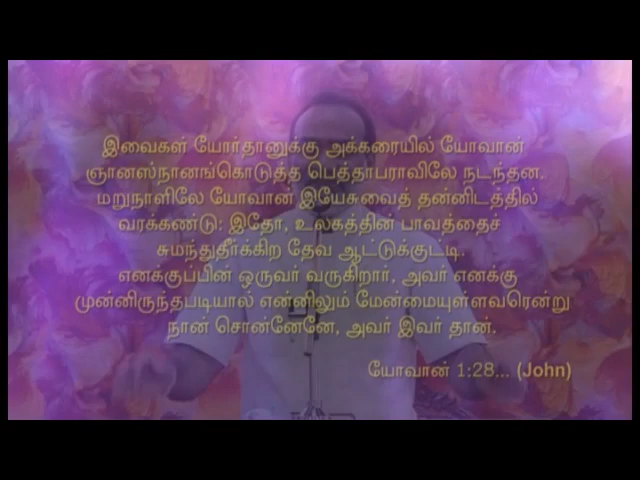 இவைகள் யோர்தானுக்கு அக்கரையில் யோவான்
ஞானஸ்நானங்கொடுத்த பெத்தாபராவிலே நடந்தன.
மறுநாளிலே யோவான் இயேசுவைத் தன்னிடத்தில்
வரக்கண்டு: இதோ, உலகத்தின் பாவத்தைச்
சுமந்துதீர்க்கிற தேவ ஆட்டுக்குட்டி.
எனக்குப்பின் ஒருவர் வருகிறார், அவர் எனக்கு
முன்னிருந்தபடியால் என்னிலும் மேன்மையுள்ளவரென்று
நான் சொன்னேனே, அவர் இவர் தான்.
யோவான் 1:28... (John)